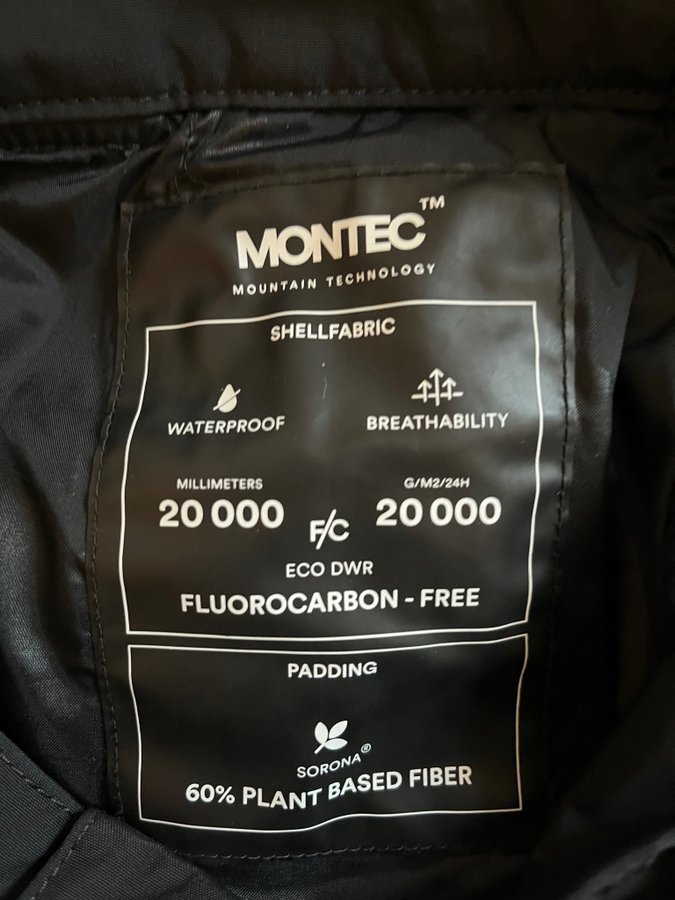 MONTEC™
MOUNTAIN TECHNOLOGY
SHELLFABRIC
WATERPROOF
BREATHABILITY
MILLIMETERS
G/M2/24H
20 000
20 000
F/C
ECO DWR
FLUOROCARBON - FREE
PADDING
SORONA®
60% PLANT BASED FIBER